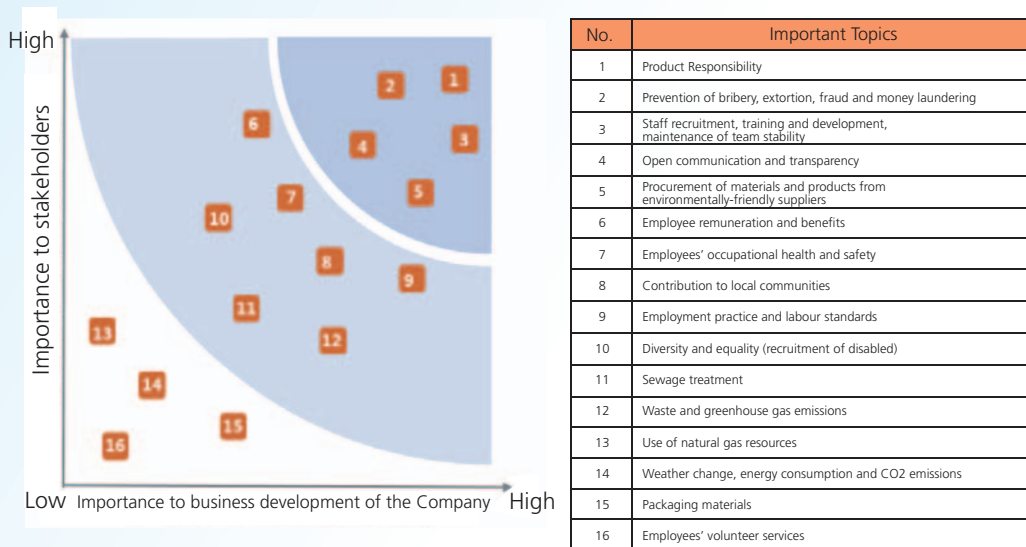 High
Importance to stakeholders
1
2
3
4
5
6
7
8
9
10
11
12
13
14
15
16
Low Importance to business development of the Company High
No. Important Topics
1 Product Responsibility
2 Prevention of bribery, extortion, fraud and money laundering
3 Staff recruitment, training and development,
maintenance of team stability
4 Open communication and transparency
5 Procurement of materials and products from
environmentally-friendly suppliers
6 Employee remuneration and benefits
7 Employees’ occupational health and safety
8 Contribution to local communities
9 Employment practice and labour standards
10 Diversity and equality (recruitment of disabled)
11 Sewage treatment
12 Waste and greenhouse gas emissions
13 Use of natural gas resources
14 Weather change, energy consumption and CO2 emissions
15 Packaging materials
16 Employees’ volunteer services